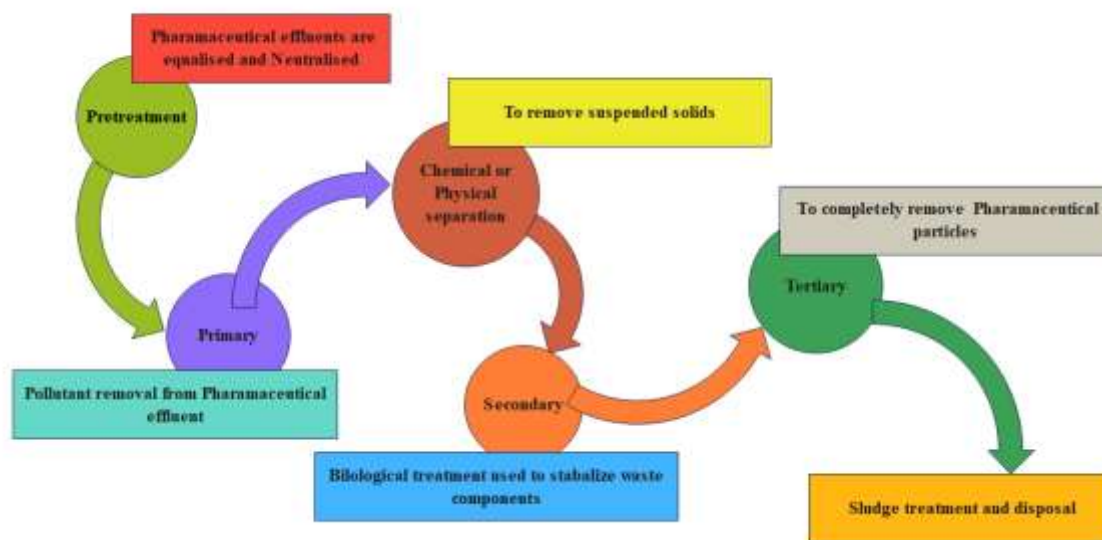 Pharamaceutical effluents are
equalised and Neutralised
Pretreatment
To remove suspended solids
Chemical or
Physical
separation
To completely remove Pharamaceutical
particles
Tertiary
Primary
Pollutant removal from Pharamaceutical
effluent
Secondary
Bilological treatment used to stabalize waste
components
Sludge treatment and disposal